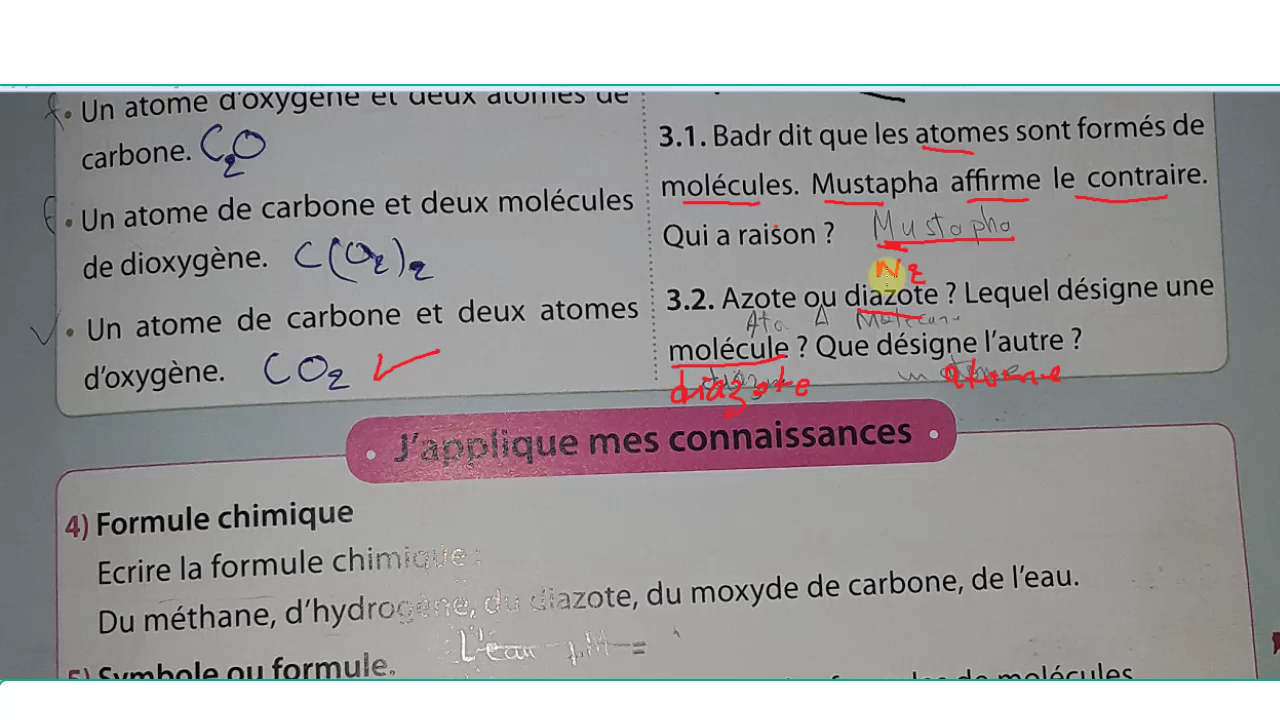 Un atome d'oxygène et deux atomes de
carbone. C2O
Un atome de carbone et deux molécules
de dioxygène. C(O2)2
Un atome de carbone et deux atomes
d'oxygène. CO2
3.1. Badr dit que les atomes sont formés de
molécules. Mustapha affirme le contraire.
Qui a raison ? Mustapha
N2
3.2. Azote ou diazote ? Lequel désigne une
molécule ? Que désigne l'autre ?
diazote atome
J'applique mes connaissances
4) Formule chimique
Ecrire la formule chimique :
Du méthane, d'hydrogène, du diazote, du moxyde de carbone, de l'eau.
L'eau
5) Symbole ou formule.
molécules